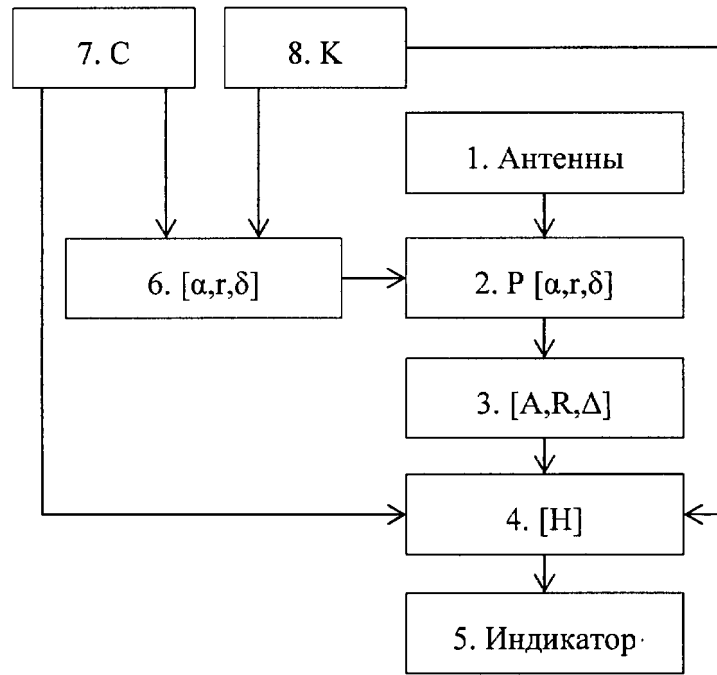 7. С
8. K
1. Антенны
6. [α,r,δ]
2. P [α,r,δ]
3. [A,R,Δ]
4. [H]
5. Индикатор